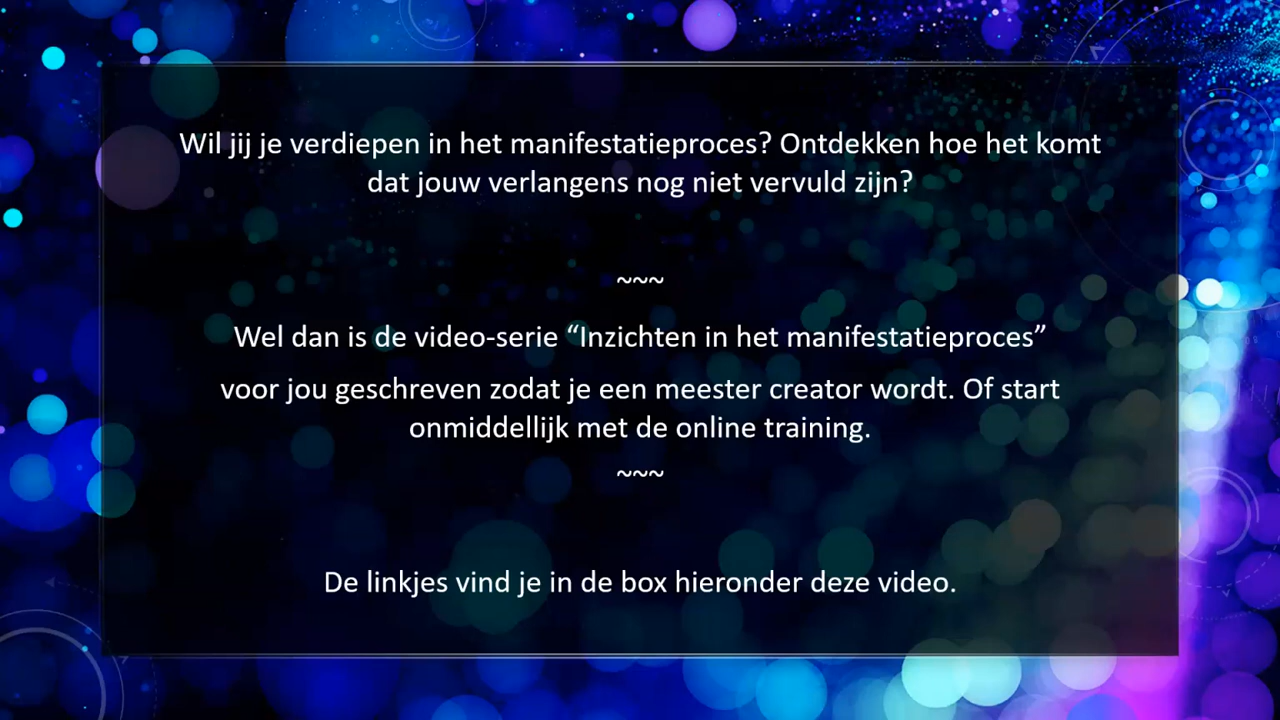 Wil jij je verdiepen in het manifestatieproces? Ontdekken hoe het komt
dat jouw verlangens nog niet vervuld zijn?
~~~
Wel dan is de video-serie “Inzichten in het manifestatieproces”
voor jou geschreven zodat je een meester creator wordt. Of start
onmiddellijk met de online training.
~~~
De linkjes vind je in de box hieronder deze video.